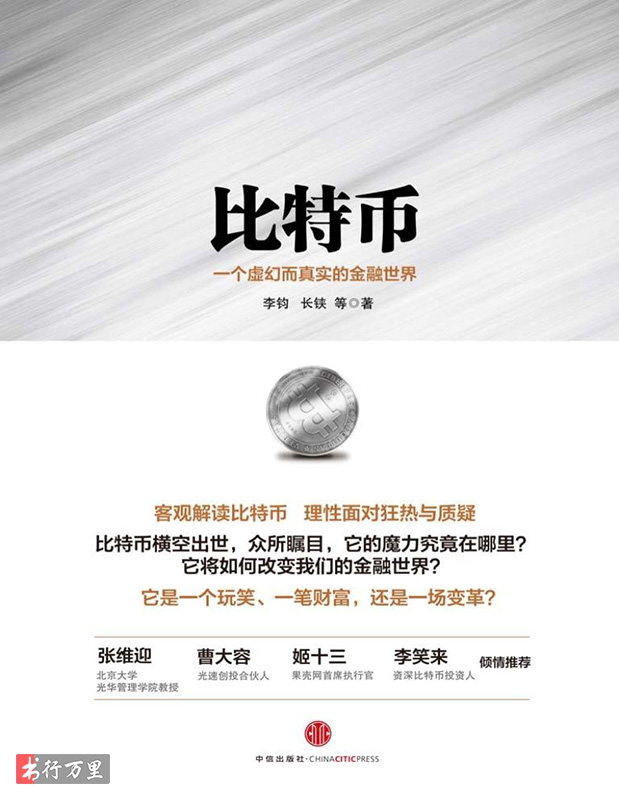 比特币
一个虚幻而真实的金融世界
李钧 长铗 等◎著
客观解读比特币 理性面对狂热与质疑
比特币横空出世，众所瞩目，它的魔力究竟在哪里？
它将如何改变我们的金融世界？
它是一个玩笑、一笔财富，还是一场变革？
张维迎 曹大容 姬十三 李笑来 倾情推荐
北京大学 光速创投合伙人 果壳网首席执行官 资深比特币投资人
光华管理学院教授
中信出版社·CHINACITICPRESS
书行万里